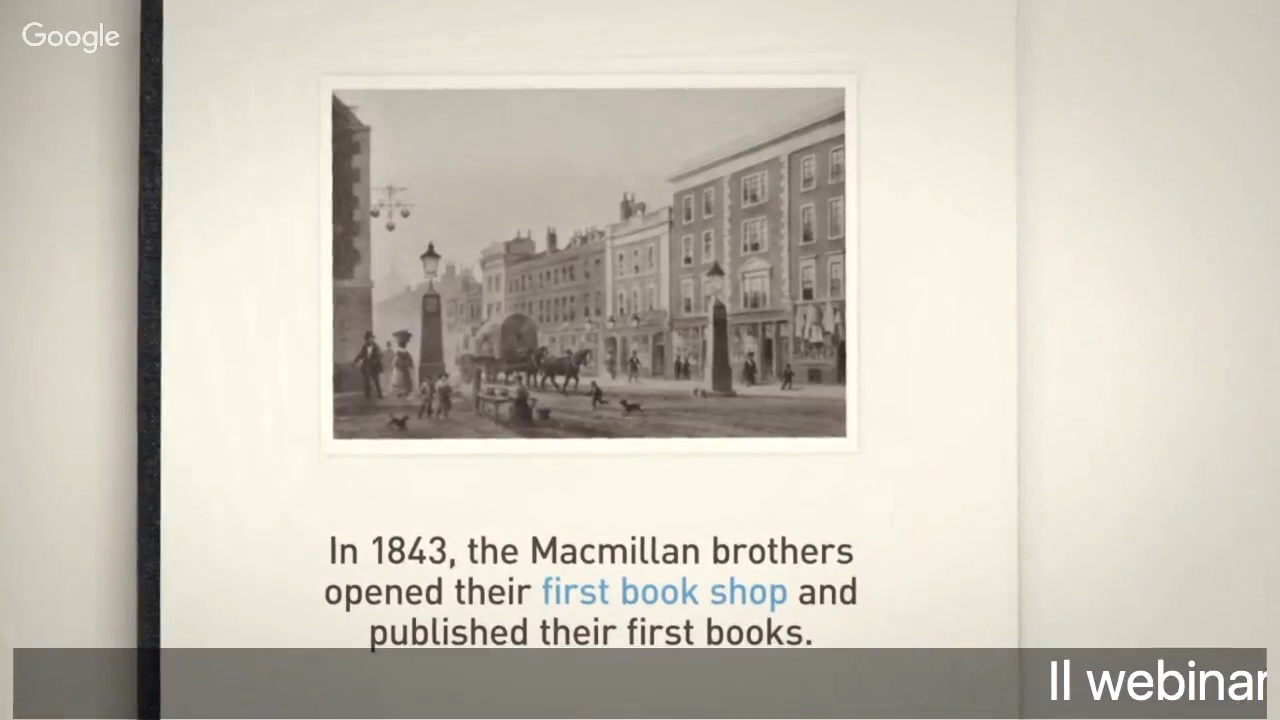 Google
In 1843, the Macmillan brothers
opened their first book shop and
published their first books.
Il webinar